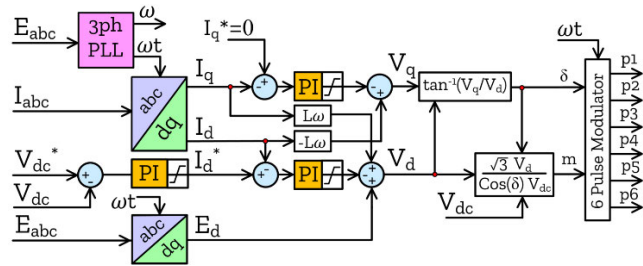 E_abc
3ph
PLL
ω
ωt
I_q*=0
ωt
I_abc
abc
dq
I_q
- +
PI
- +
V_q
tan⁻¹(V_q/V_d)
δ
6 Pulse Modulator
p1
p2
p3
p4
p5
p6
Lω
I_d
-Lω
V_dc*
+ -
V_dc
PI
I_d*
+ -
PI
+ + +
V_d
√3 V_d
Cos(δ) V_dc
m
V_dc
E_abc
ωt
abc
dq
E_d